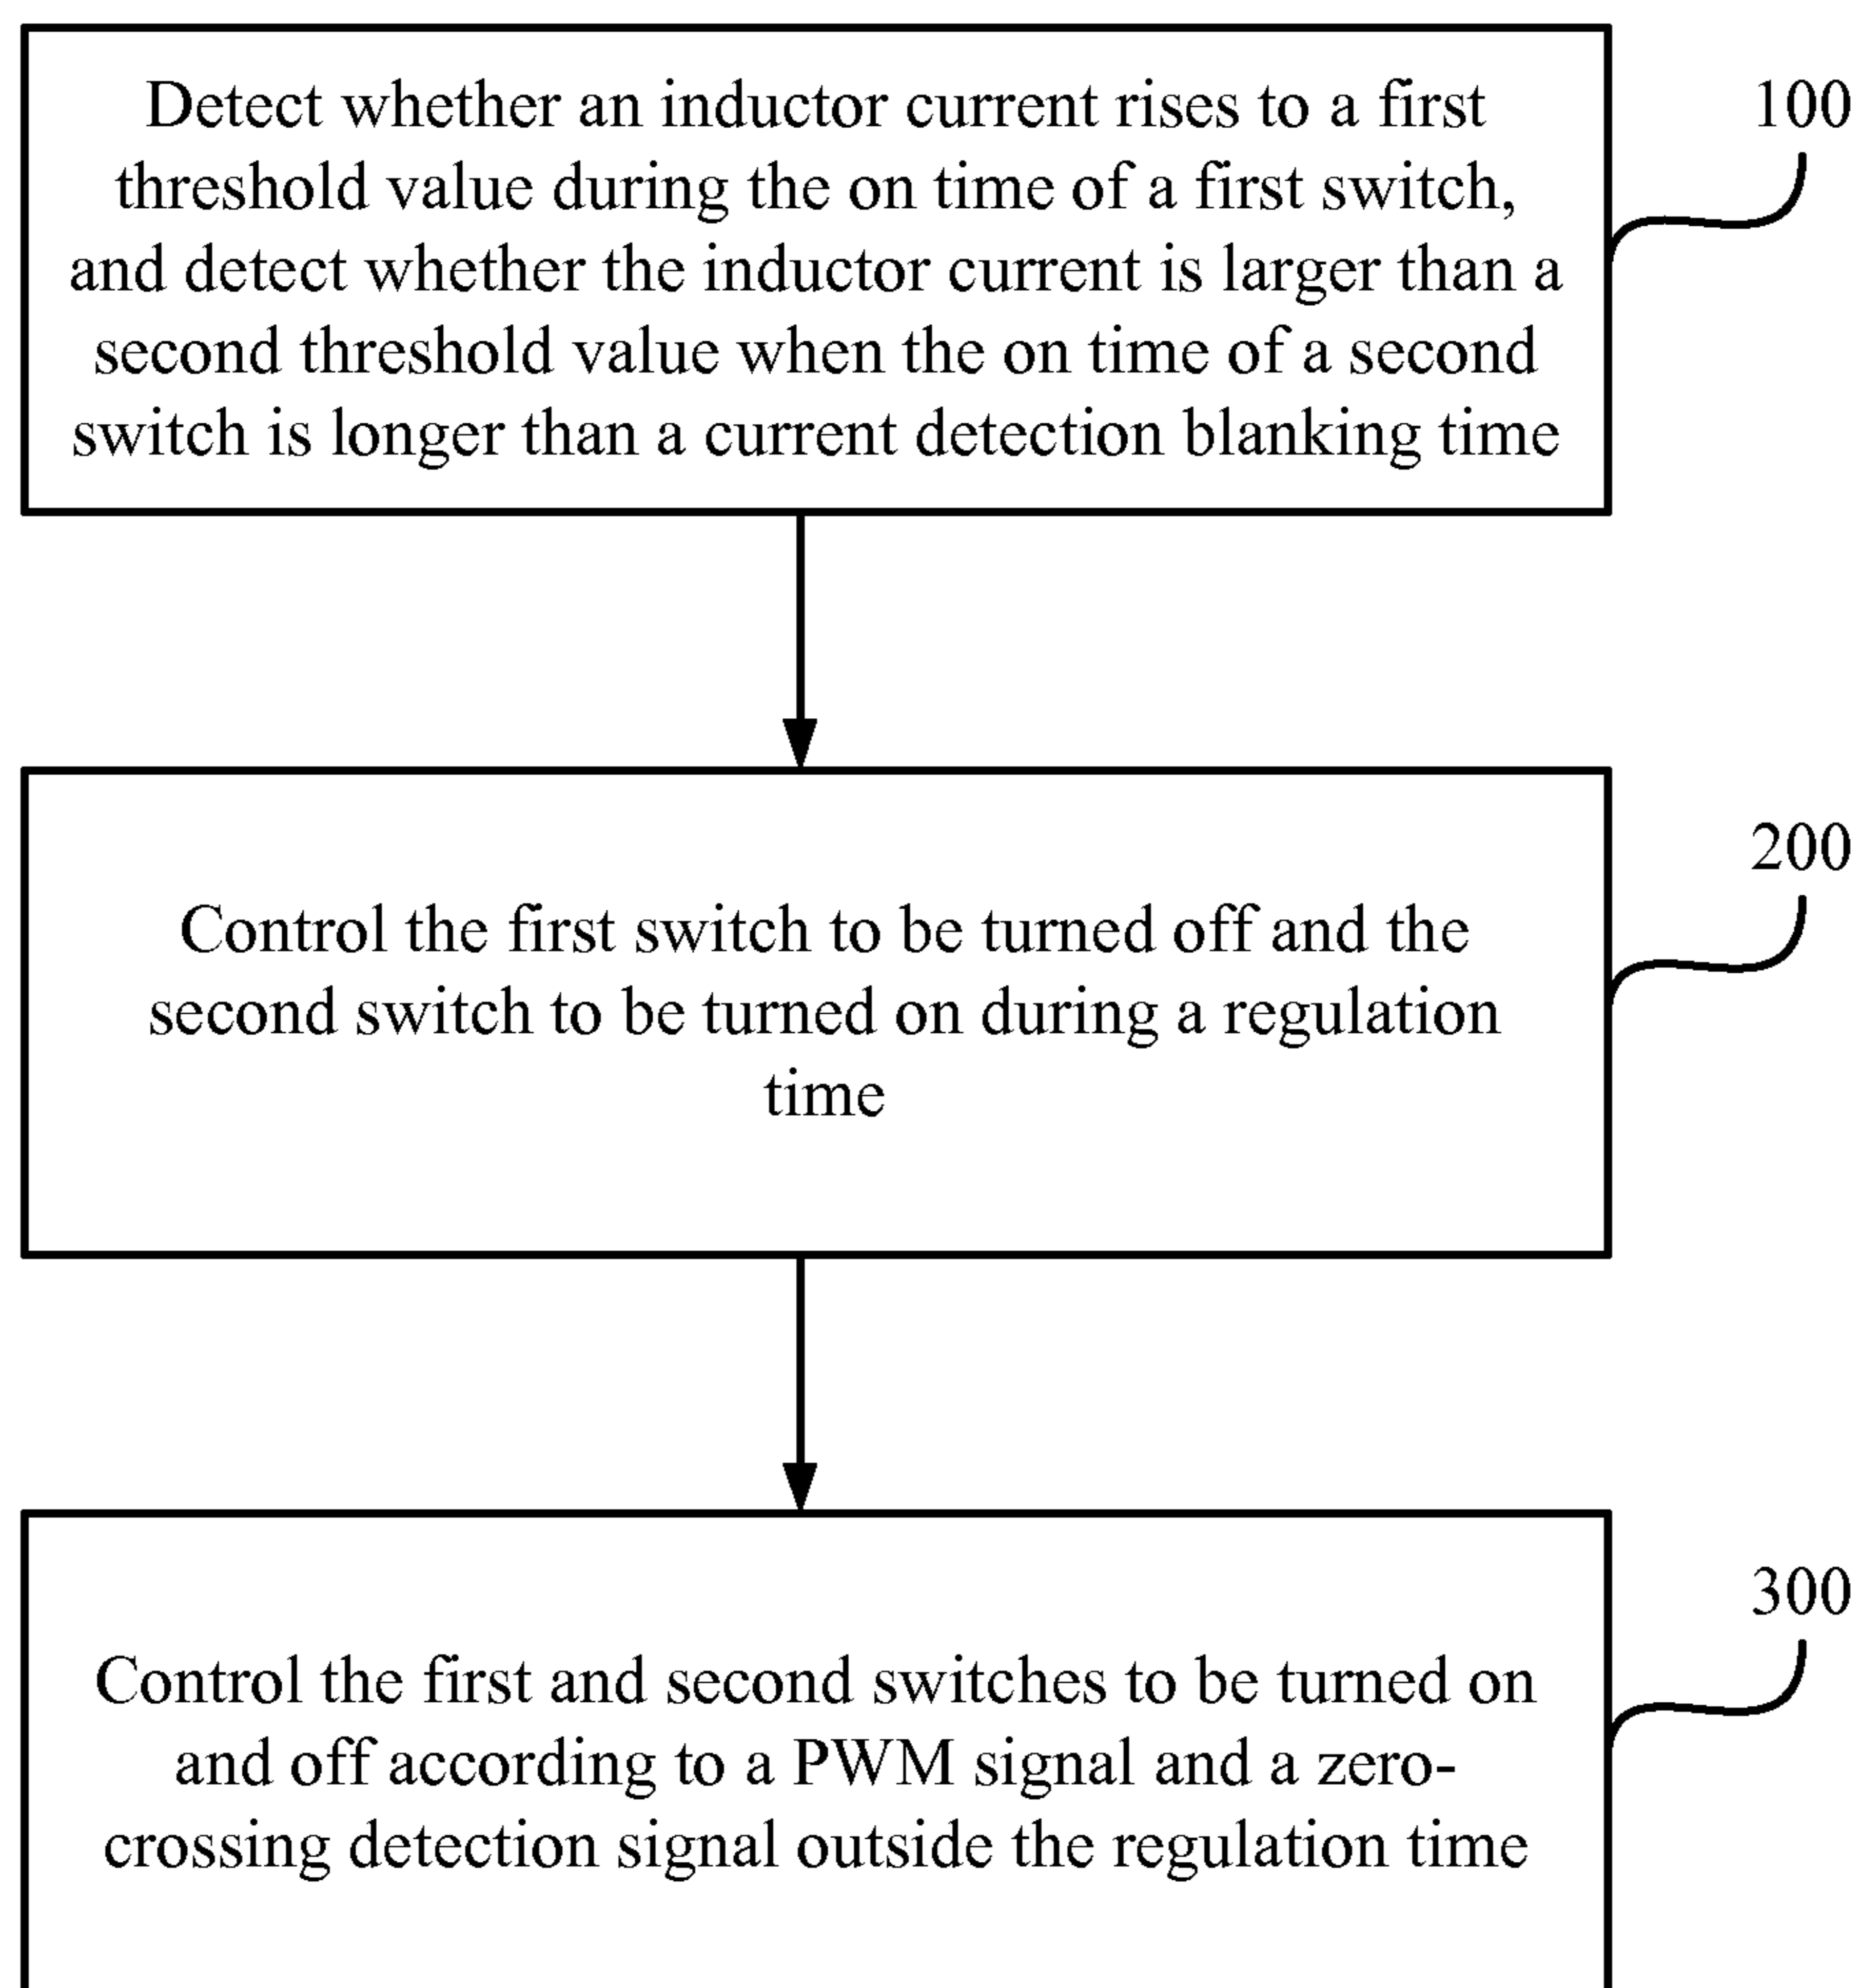 Detect whether an inductor current rises to a first
threshold value during the on time of a first switch,
and detect whether the inductor current is larger than a
second threshold value when the on time of a second
switch is longer than a current detection blanking time
100
Control the first switch to be turned off and the
second switch to be turned on during a regulation
time
200
Control the first and second switches to be turned on
and off according to a PWM signal and a zero-
crossing detection signal outside the regulation time
300